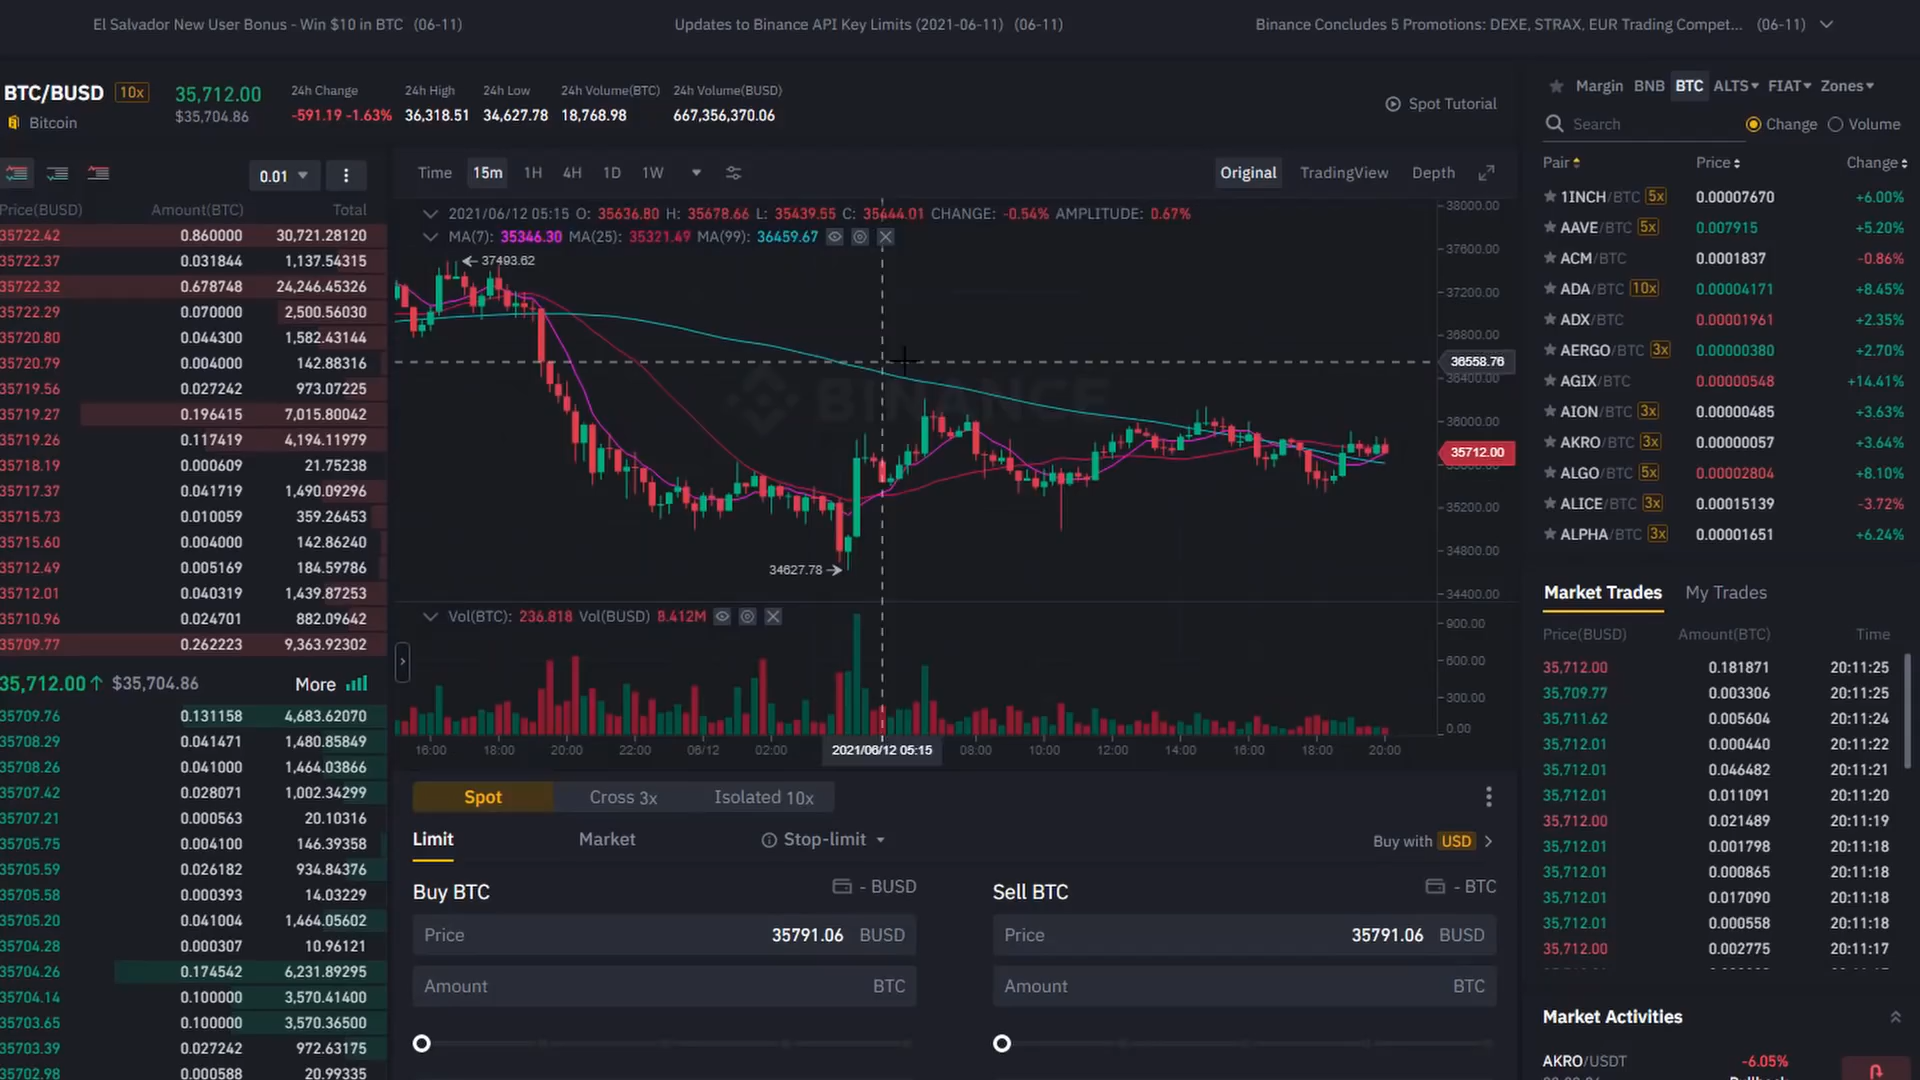 El Salvador New User Bonus - Win $10 in BTC (06-11)
Updates to Binance API Key Limits (2021-06-11) (06-11)
Binance Concludes 5 Promotions: DEXE, STRAX, EUR Trading Compet... (06-11)
BTC/BUSD 10x
Bitcoin
35,712.00
$35,704.86
24h Change
-591.19 -1.63%
24h High
36,318.51
24h Low
34,627.78
24h Volume(BTC)
18,768.98
24h Volume(BUSD)
667,356,370.06
Spot Tutorial
0.01
Price(BUSD) Amount(BTC) Total
35722.42 0.860000 30,721.28120
35722.37 0.031844 1,137.54315
35722.32 0.678748 24,246.45326
35722.29 0.070000 2,500.56030
35720.80 0.044300 1,582.43144
35720.79 0.004000 142.88316
35719.56 0.027242 973.07225
35719.27 0.196415 7,015.80042
35719.26 0.117419 4,194.11979
35718.19 0.000609 21.75238
35717.37 0.041719 1,490.09296
35715.73 0.010059 359.26453
35715.60 0.004000 142.86240
35712.49 0.005169 184.59786
35712.01 0.040319 1,439.87253
35710.96 0.024701 882.09642
35709.77 0.262223 9,363.92302
35,712.00 $35,704.86 More
35709.76 0.131158 4,683.62070
35708.29 0.041471 1,480.85849
35708.26 0.041000 1,464.03866
35707.42 0.028071 1,002.34299
35707.21 0.000563 20.10316
35705.75 0.004100 146.39358
35705.59 0.026182 934.84376
35705.58 0.000393 14.03229
35705.20 0.041004 1,464.05602
35704.28 0.000307 10.96121
35704.26 0.174542 6,231.89295
35704.14 0.100000 3,570.41400
35703.65 0.100000 3,570.36500
35703.39 0.027242 972.63175
35702.98 0.000588 20.99335
Time 15m 1H 4H 1D 1W
Original TradingView Depth
2021/06/12 05:15 O: 35636.80 H: 35678.66 L: 35439.55 C: 35444.01 CHANGE: -0.54% AMPLITUDE: 0.67%
MA(7): 35346.30 MA(25): 35321.49 MA(99): 36459.67
37493.62
BINANCE
34627.78
38000.00
37600.00
37200.00
36800.00
36558.76
36400.00
36000.00
35712.00
35200.00
34800.00
34400.00
Vol(BTC): 236.818 Vol(BUSD) 8.412M
900.00
600.00
300.00
0.00
16:00 18:00 20:00 22:00 06/12 02:00 2021/06/12 05:15 08:00 10:00 12:00 14:00 16:00 18:00 20:00
Spot Cross 3x Isolated 10x
Limit Market Stop-limit
Buy with USD
Buy BTC - BUSD
Price 35791.06 BUSD
Amount BTC
Sell BTC - BTC
Price 35791.06 BUSD
Amount BTC
Margin BNB BTC ALTS FIAT Zones
Search Change Volume
Pair Price Change
1INCH/BTC 5x 0.00007670 +6.00%
AAVE/BTC 5x 0.007915 +5.20%
ACM/BTC 0.0001837 -0.86%
ADA/BTC 10x 0.00004171 +8.45%
ADX/BTC 0.00001961 +2.35%
AERGO/BTC 3x 0.00000380 +2.70%
AGIX/BTC 0.00000548 +14.41%
AION/BTC 3x 0.00000485 +3.63%
AKRO/BTC 3x 0.00000057 +3.64%
ALGO/BTC 5x 0.00002804 +8.10%
ALICE/BTC 3x 0.00015139 -3.72%
ALPHA/BTC 3x 0.00001651 +6.24%
Market Trades My Trades
Price(BUSD) Amount(BTC) Time
35,712.00 0.181871 20:11:25
35,709.77 0.003306 20:11:25
35,711.62 0.005604 20:11:24
35,712.01 0.000440 20:11:22
35,712.01 0.046482 20:11:21
35,712.01 0.011091 20:11:20
35,712.00 0.021489 20:11:19
35,712.01 0.001798 20:11:18
35,712.01 0.000865 20:11:18
35,712.01 0.017090 20:11:18
35,712.01 0.000558 20:11:18
35,712.00 0.002775 20:11:17
Market Activities
AKRO/USDT -6.05%